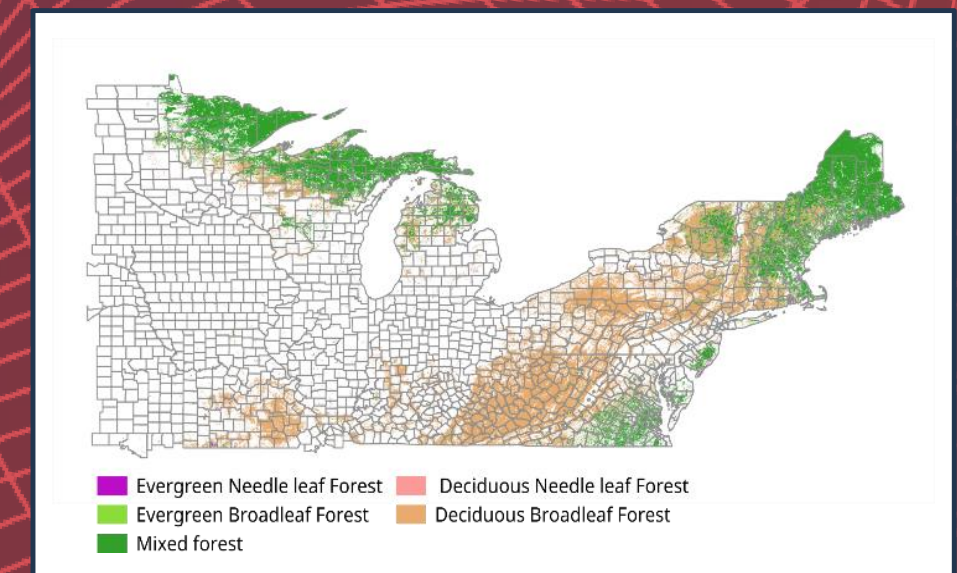 Evergreen Needle leaf Forest
Deciduous Needle leaf Forest
Evergreen Broadleaf Forest
Deciduous Broadleaf Forest
Mixed forest